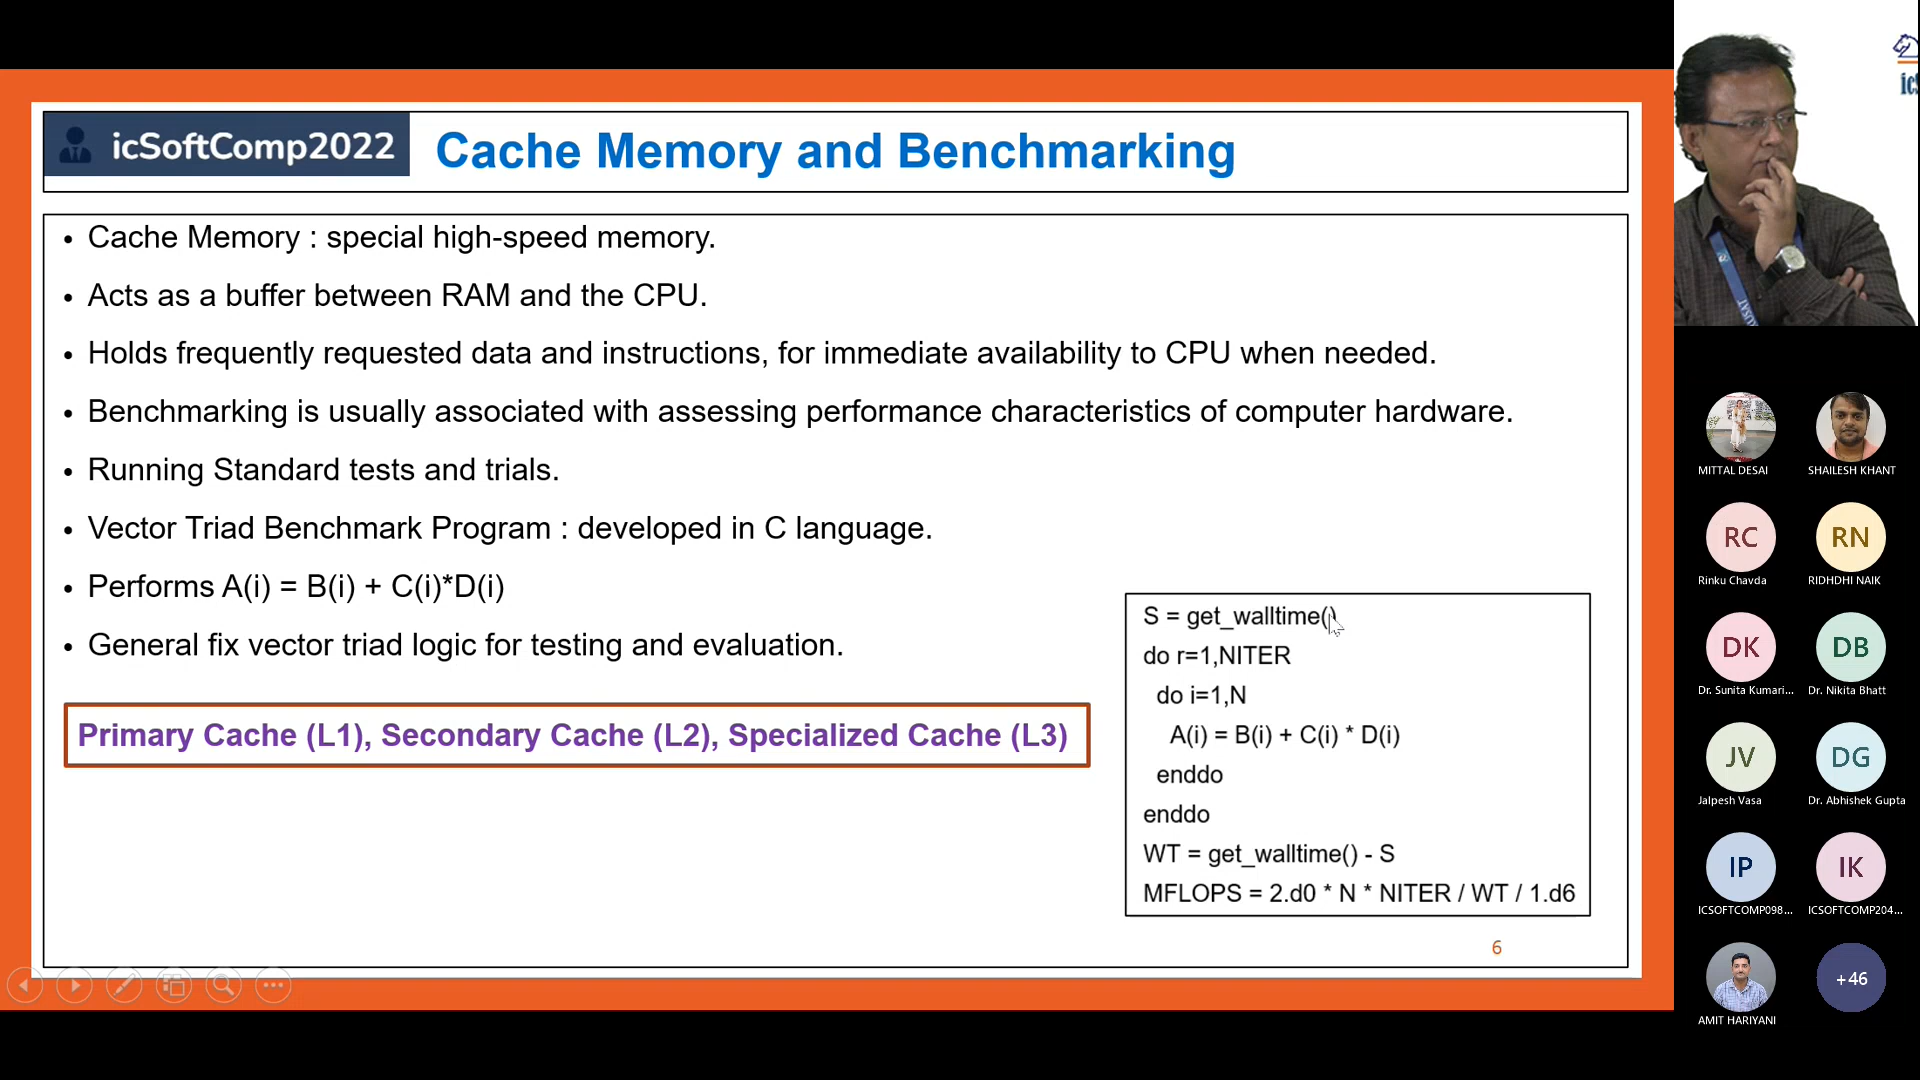 icSoftComp2022
Cache Memory and Benchmarking
• Cache Memory : special high-speed memory.
• Acts as a buffer between RAM and the CPU.
• Holds frequently requested data and instructions, for immediate availability to CPU when needed.
• Benchmarking is usually associated with assessing performance characteristics of computer hardware.
• Running Standard tests and trials.
• Vector Triad Benchmark Program : developed in C language.
• Performs A(i) = B(i) + C(i)*D(i)
• General fix vector triad logic for testing and evaluation.
Primary Cache (L1), Secondary Cache (L2), Specialized Cache (L3)
S = get_walltime()
do r=1,NITER
do i=1,N
A(i) = B(i) + C(i) * D(i)
enddo
enddo
WT = get_walltime() - S
MFLOPS = 2.d0 * N * NITER / WT / 1.d6
6
MITTAL DESAI
SHAILESH KHANT
RC
RN
Rinku Chavda
RIDHDHI NAIK
DK
DB
Dr. Sunita Kumari...
Dr. Nikita Bhatt
JV
DG
Jalpesh Vasa
Dr. Abhishek Gupta
IP
IK
ICSOFTCOMP098...
ICSOFTCOMP204...
AMIT HARIYANI
+46